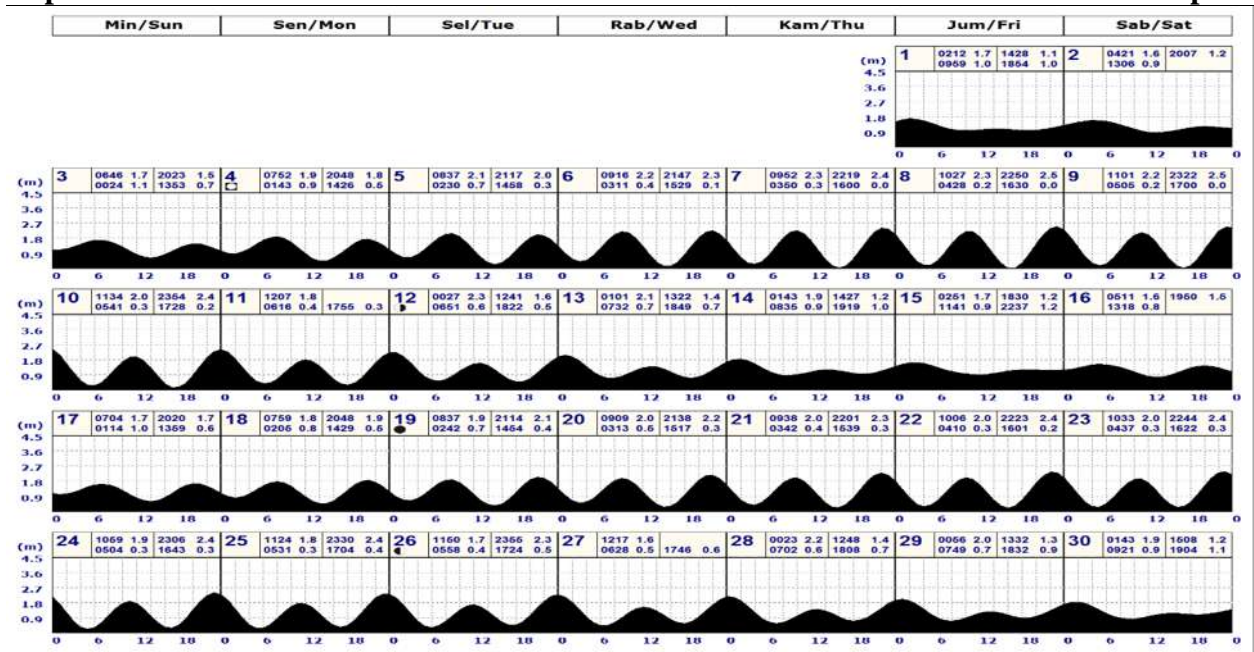 Min/Sun Sen/Mon Sel/Tue Rab/Wed Kam/Thu Jum/Fri Sab/Sat
1 0212 1.7 1428 1.1 2 0421 1.6 2007 1.2
(m) 0959 1.0 1854 1.0 1306 0.9
4.5
3.6
2.7
1.8
0.9
0 6 12 18 0 6 12 18 0
3 0646 1.7 2023 1.5 4 0752 1.9 2048 1.8 5 0837 2.1 2117 2.0 6 0916 2.2 2147 2.3 7 0952 2.3 2219 2.4 8 1027 2.3 2250 2.5 9 1101 2.2 2322 2.5
(m) 0024 1.1 1353 0.7 0143 0.9 1426 0.5 0230 0.7 1458 0.3 0311 0.4 1529 0.1 0350 0.3 1600 0.0 0428 0.2 1630 0.0 0505 0.2 1700 0.0
4.5
3.6
2.7
1.8
0.9
0 6 12 18 0 6 12 18 0 6 12 18 0 6 12 18 0 6 12 18 0 6 12 18 0 6 12 18 0
10 1134 2.0 2354 2.4 11 1207 1.8 12 0027 2.3 1241 1.6 13 0101 2.1 1322 1.4 14 0143 1.9 1427 1.2 15 0251 1.7 1830 1.2 16 0511 1.6 1950 1.5
(m) 0541 0.3 1728 0.2 0616 0.4 1755 0.3 0651 0.6 1822 0.5 0732 0.7 1849 0.7 0835 0.9 1919 1.0 1141 0.9 2237 1.2 1318 0.8
4.5
3.6
2.7
1.8
0.9
0 6 12 18 0 6 12 18 0 6 12 18 0 6 12 18 0 6 12 18 0 6 12 18 0 6 12 18 0
17 0704 1.7 2020 1.7 18 0759 1.8 2048 1.9 19 0837 1.9 2114 2.1 20 0909 2.0 2138 2.2 21 0938 2.0 2201 2.3 22 1006 2.0 2223 2.4 23 1033 2.0 2244 2.4
(m) 0114 1.0 1359 0.6 0205 0.8 1429 0.5 0242 0.7 1454 0.4 0313 0.5 1517 0.3 0342 0.4 1539 0.3 0410 0.3 1601 0.2 0437 0.3 1622 0.3
4.5
3.6
2.7
1.8
0.9
0 6 12 18 0 6 12 18 0 6 12 18 0 6 12 18 0 6 12 18 0 6 12 18 0 6 12 18 0
24 1059 1.9 2306 2.4 25 1124 1.8 2330 2.4 26 1150 1.7 2355 2.3 27 1217 1.6 28 0023 2.2 1248 1.4 29 0056 2.0 1332 1.3 30 0143 1.9 1508 1.2
(m) 0504 0.3 1643 0.3 0531 0.3 1704 0.4 0558 0.4 1724 0.5 0628 0.5 1746 0.6 0702 0.6 1808 0.7 0749 0.7 1832 0.9 0921 0.9 1904 1.1
4.5
3.6
2.7
1.8
0.9
0 6 12 18 0 6 12 18 0 6 12 18 0 6 12 18 0 6 12 18 0 6 12 18 0 6 12 18 0